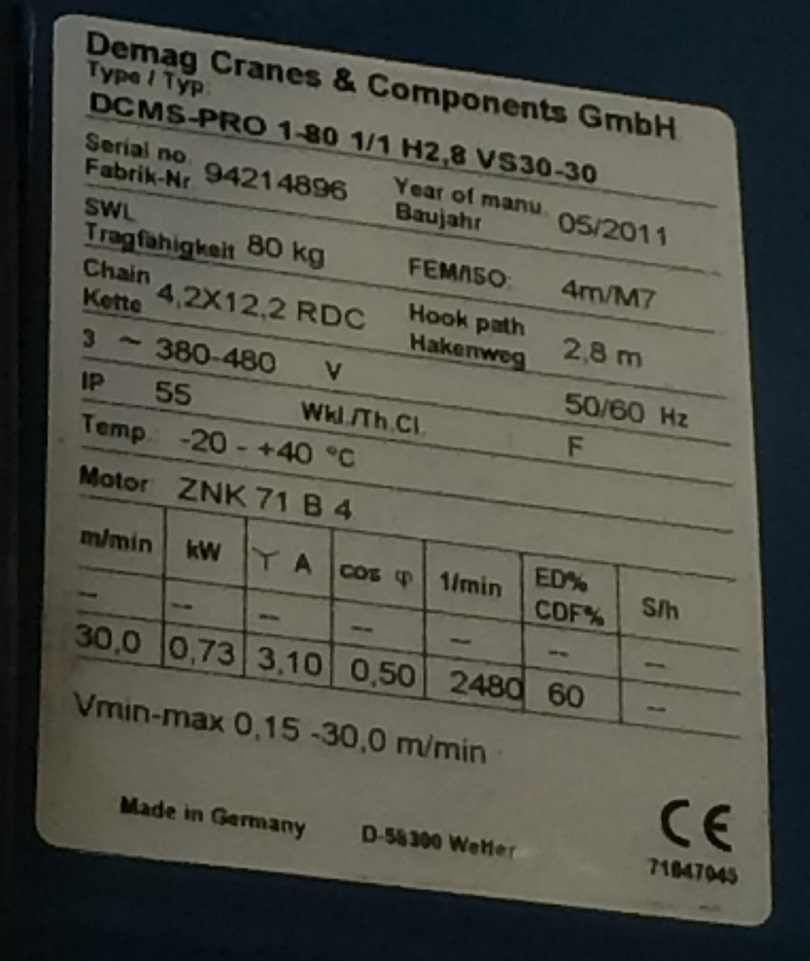 Demag Cranes & Components GmbH
Type / Typ
DCMS-PRO 1-80 1/1 H2,8 VS30-30
Serial no. Year of manu.
Fabrik-Nr 94214896 Baujahr 05/2011
SWL
Tragfähigkeit 80 kg FEM/ISO: 4m/M7
Chain Hook path
Kette 4,2X12,2 RDC Hakenweg 2,8 m
3 ~ 380-480 V 50/60 Hz
IP 55 Wkl./Th.Cl. F
Temp. -20 - +40 °C
Motor ZNK 71 B 4
m/min kW Y A cos φ 1/min ED% CDF% S/h
-- -- -- -- -- -- --
30,0 0,73 3,10 0,50 2480 60 --
Vmin-max 0,15 -30,0 m/min
Made in Germany D-58300 Wetter
CE
71847045